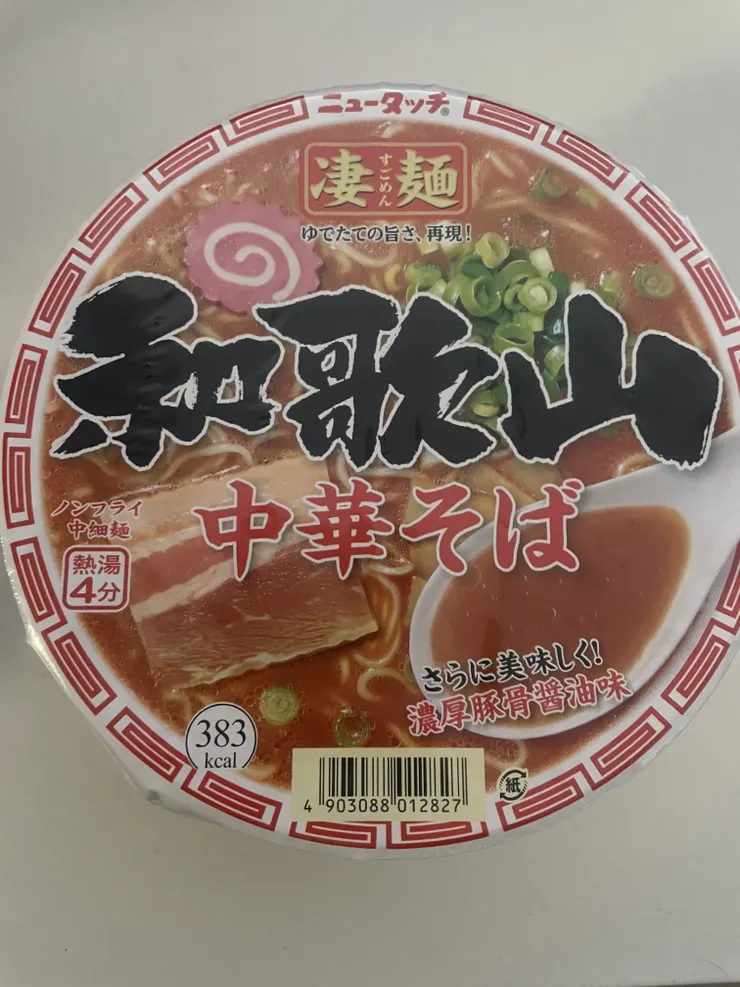 ニュータッチ®
凄麺
すごめん
ゆでたての旨さ、再現!
和歌山
中華そば
ノンフライ
中細麺
熱湯
4分
さらに美味しく!
濃厚豚骨醤油味
383
kcal
4 903088 012827
紙